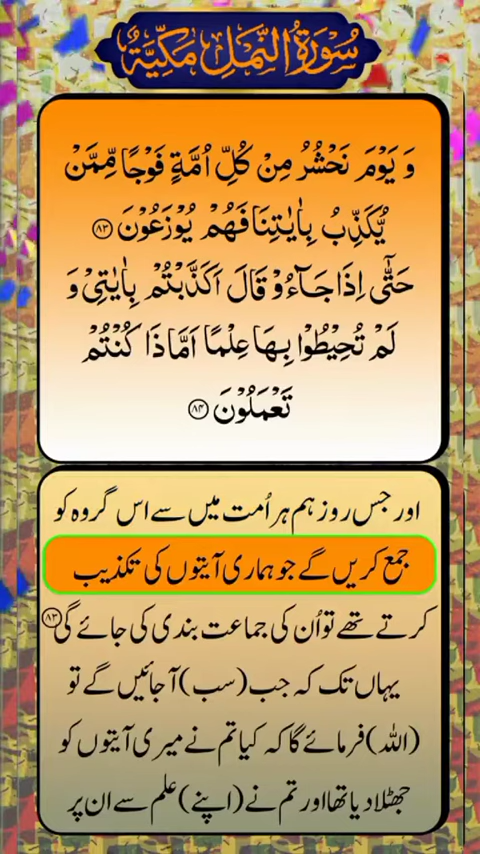 سُوْرَةُ النَّمْلِ مَكِّيَّةٌ
وَ يَوْمَ نَحْشُرُ مِنْ كُلِّ اُمَّةٍ فَوْجًا مِّمَّنْ
يُّكَذِّبُ بِاٰيٰتِنَا فَهُمْ يُوْزَعُوْنَ ﴿۸۳﴾
حَتّٰۤى اِذَا جَآءُوْ قَالَ اَكَذَّبْتُمْ بِاٰيٰتِىْ وَ
لَمْ تُحِيْطُوْا بِهَا عِلْمًا اَمَّا ذَا كُنْتُمْ
تَعْمَلُوْنَ ﴿۸۴﴾
اور جس روز ہم ہر اُمت میں سے اس گروہ کو
جمع کریں گے جو ہماری آیتوں کی تکذیب
کرتے تھے تو اُن کی جماعت بندی کی جائے گی ﴿۸۳﴾
یہاں تک کہ جب (سب) آجائیں گے تو
(اللہ) فرمائے گا کہ کیا تم نے میری آیتوں کو
جھٹلا دیا تھا اور تم نے (اپنے) علم سے ان پر